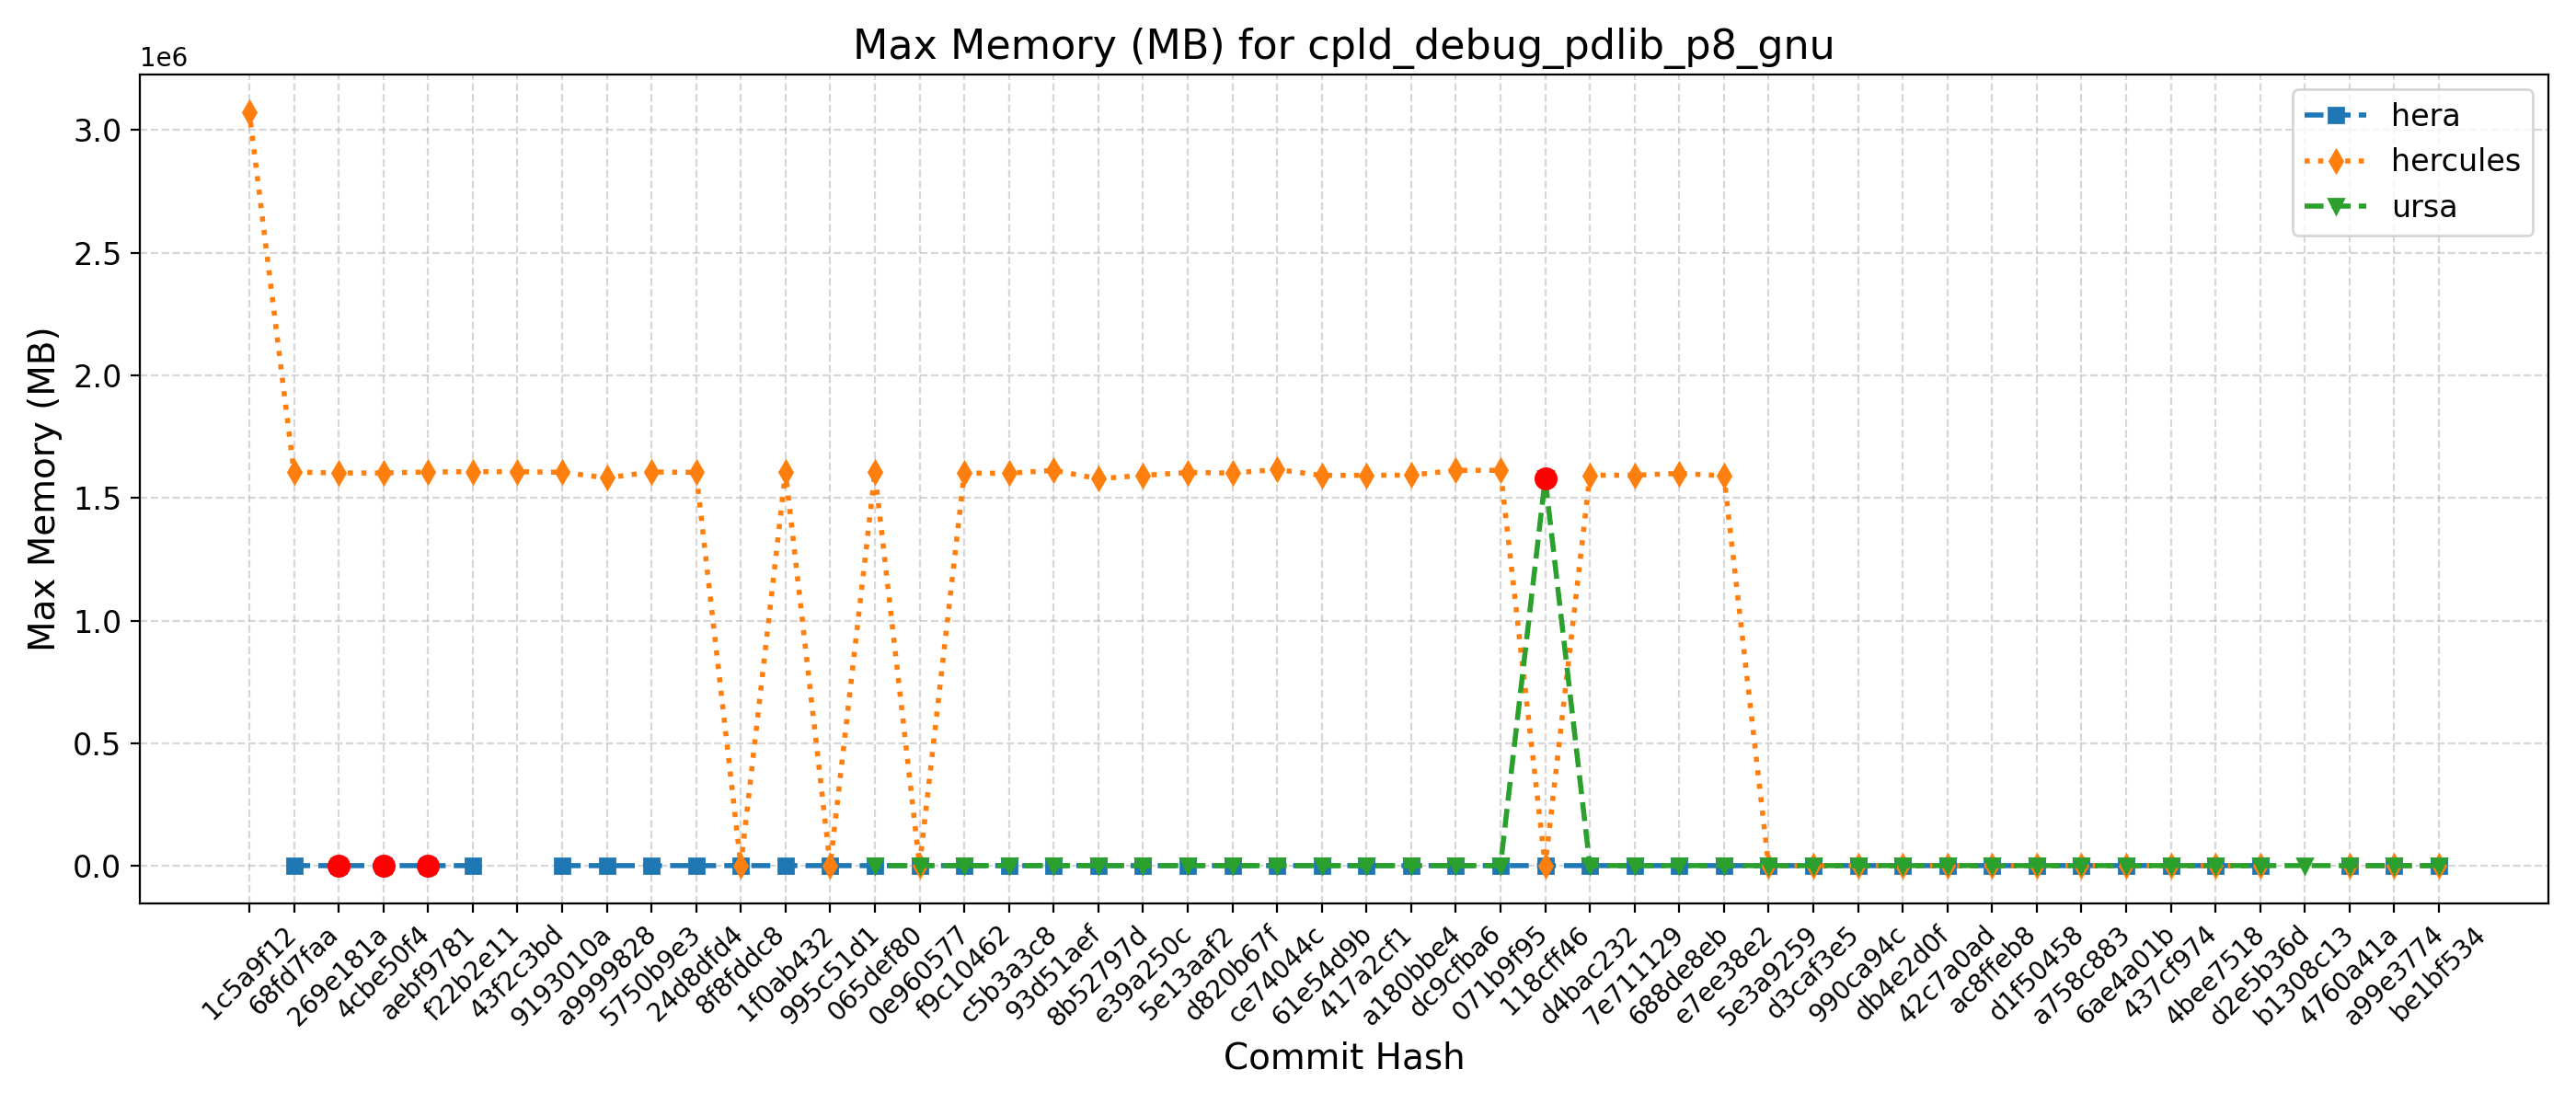 Max Memory (MB) for cpld_debug_pdlib_p8_gnu
1e6
3.0
2.5
2.0
1.5
1.0
0.5
0.0
Max Memory (MB)
hera
hercules
ursa
1c5a9f12
68fd7faa
269e181a
4cbe50f4
aebf9781
f22b2e11
43f2c3bd
9193010a
a9999828
5750b9e3
24d8dfd4
8f8fddc8
1f0ab432
995c51d1
065def80
0e960577
f9c10462
c5b3a3c8
93d51aef
8b52797d
e39a250c
5e13aaf2
d820b67f
ce74044c
61e54d9b
417a2cf1
a180bbe4
dc9cfba6
071b9f95
118cff46
d4bac232
7e711129
688de8eb
e7ee38e2
5e3a9259
d3caf3e5
990ca94c
db4e2d0f
42c7a0ad
ac8ffeb8
d1f50458
a758c883
6ae4a01b
437cf974
4bee7518
d2e5b36d
b1308c13
4760a41a
a99e3774
be1bf534
Commit Hash